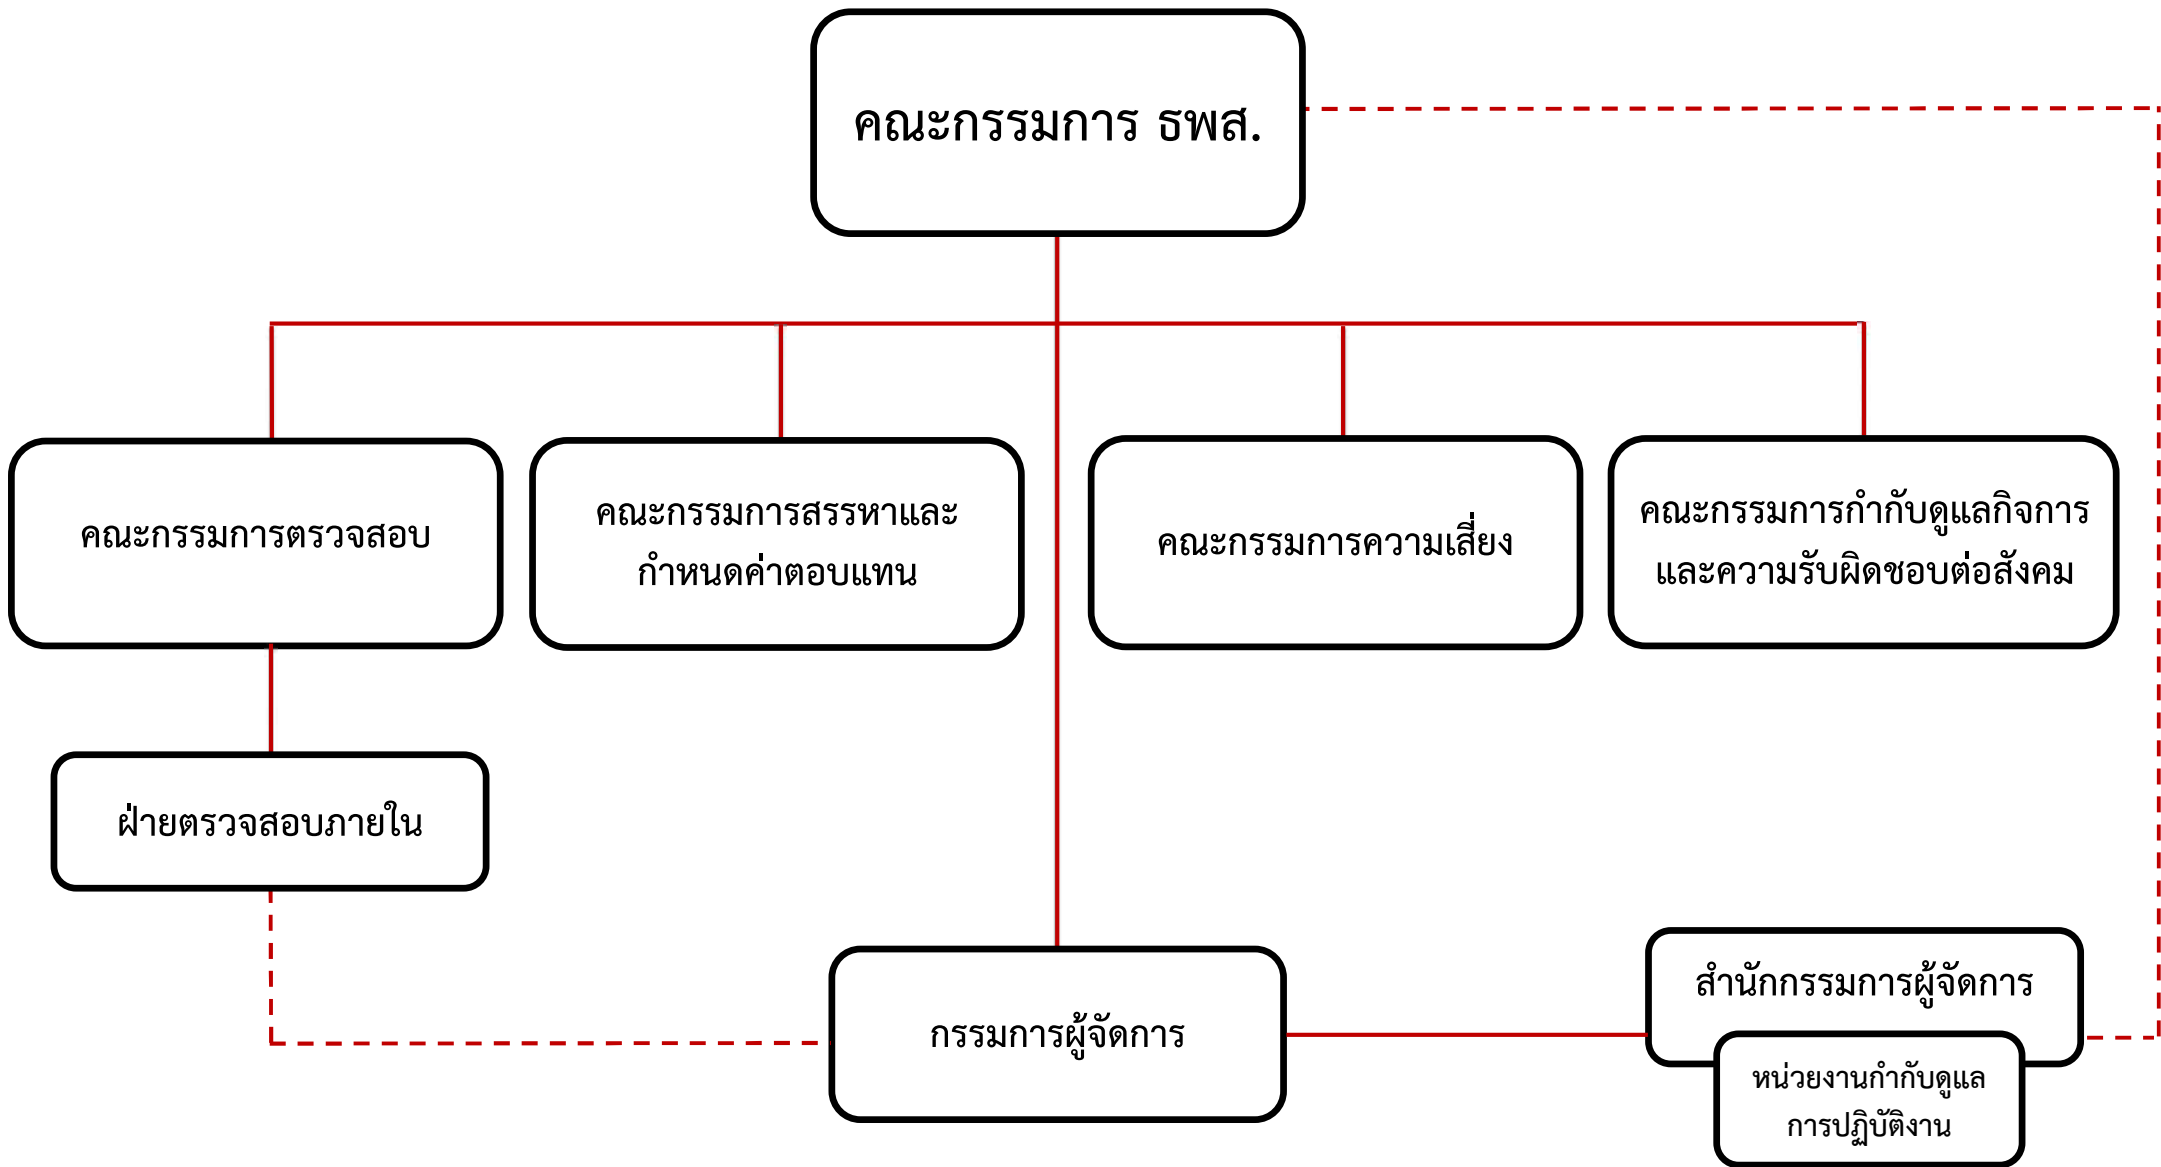 คณะกรรมการ ธพส.
คณะกรรมการตรวจสอบ
คณะกรรมการสรรหาและ
กำหนดค่าตอบแทน
คณะกรรมการความเสี่ยง
คณะกรรมการกำกับดูแลกิจการ
และความรับผิดชอบต่อสังคม
ฝ่ายตรวจสอบภายใน
กรรมการผู้จัดการ
สำนักกรรมการผู้จัดการ
หน่วยงานกำกับดูแล
การปฏิบัติงาน